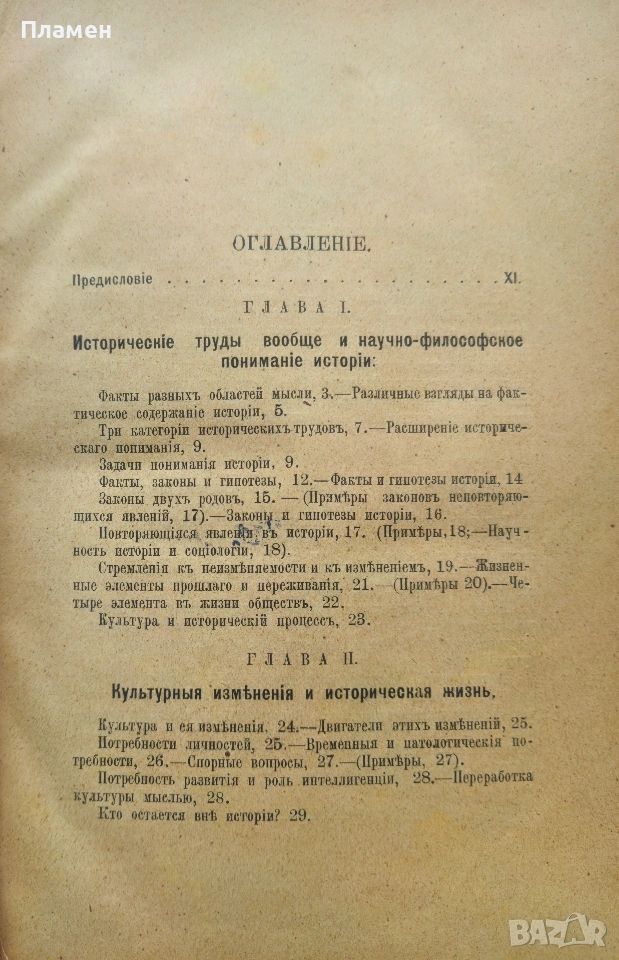 Пламен
ОГЛАВЛЕНІЕ.
Предисловіе . . . . . . . . . . . . . . . . . . . . XI.
ГЛАВА I.
Историческіе труды вообще и научно-философское
пониманіе исторіи:
Факты разныхъ областей мысли, 3.—Различные взгляды на фак-
тическое содержаніе исторіи, 5.
Три категоріи историческихъ трудовъ, 7.—Расширеніе историче-
скаго попиманія, 9.
Задачи пониманія исторіи, 9.
Факты, законы и гипотезы, 12.—Факты и гипотезы исторія, 14
Законы двухъ родовъ, 15. — (Примѣры законовъ неповторяю-
щихся явленій, 17).—Законы и гипотезы исторіи, 16.
Повторяющіяся явленія въ исторіи, 17. (Примѣры, 18;—Науч-
ность исторіи и соціологіи, 18).
Стремленія къ неизмѣняемости и къ измѣненіемъ, 19.—Жизнен-
ные элементы прошлаго и переживанія, 21. —(Примѣры 20).—Че-
тыре элемента въ жизни обществъ, 22.
Культура и историческій процессъ, 23.
ГЛАВА II.
Культурныя измѣненія и историческая жизнь,
Культура и ея измѣненія, 24.—Двигатели этихъ измѣненій, 25.
Потребности личностей, 25.—Временныя и патологическія по-
требности, 26.—Спорные вопросы, 27.—(Примѣры, 27).
Потребность развитія и роль интеллигенціи, 28.—Переработка
культуры мыслью, 28.
Кто остается внѣ исторіи? 29.
BAZAR